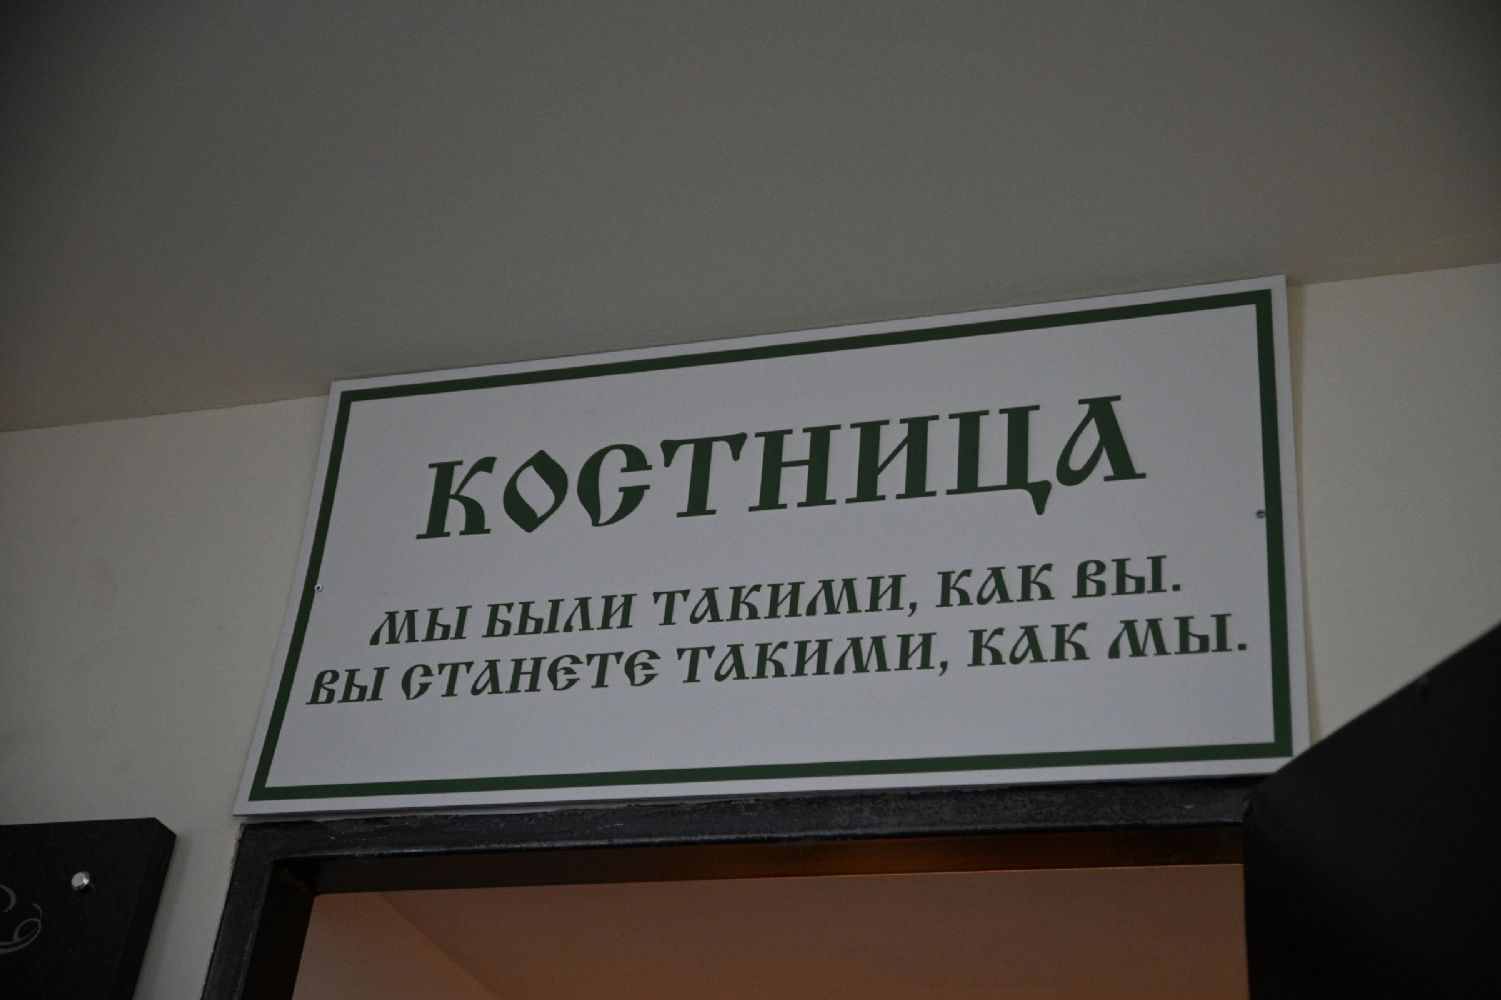 КОСТНИЦА
МЫ БЫЛИ ТАКИМИ, КАК ВЫ.
ВЫ СТАНЕТЕ ТАКИМИ, КАК МЫ.